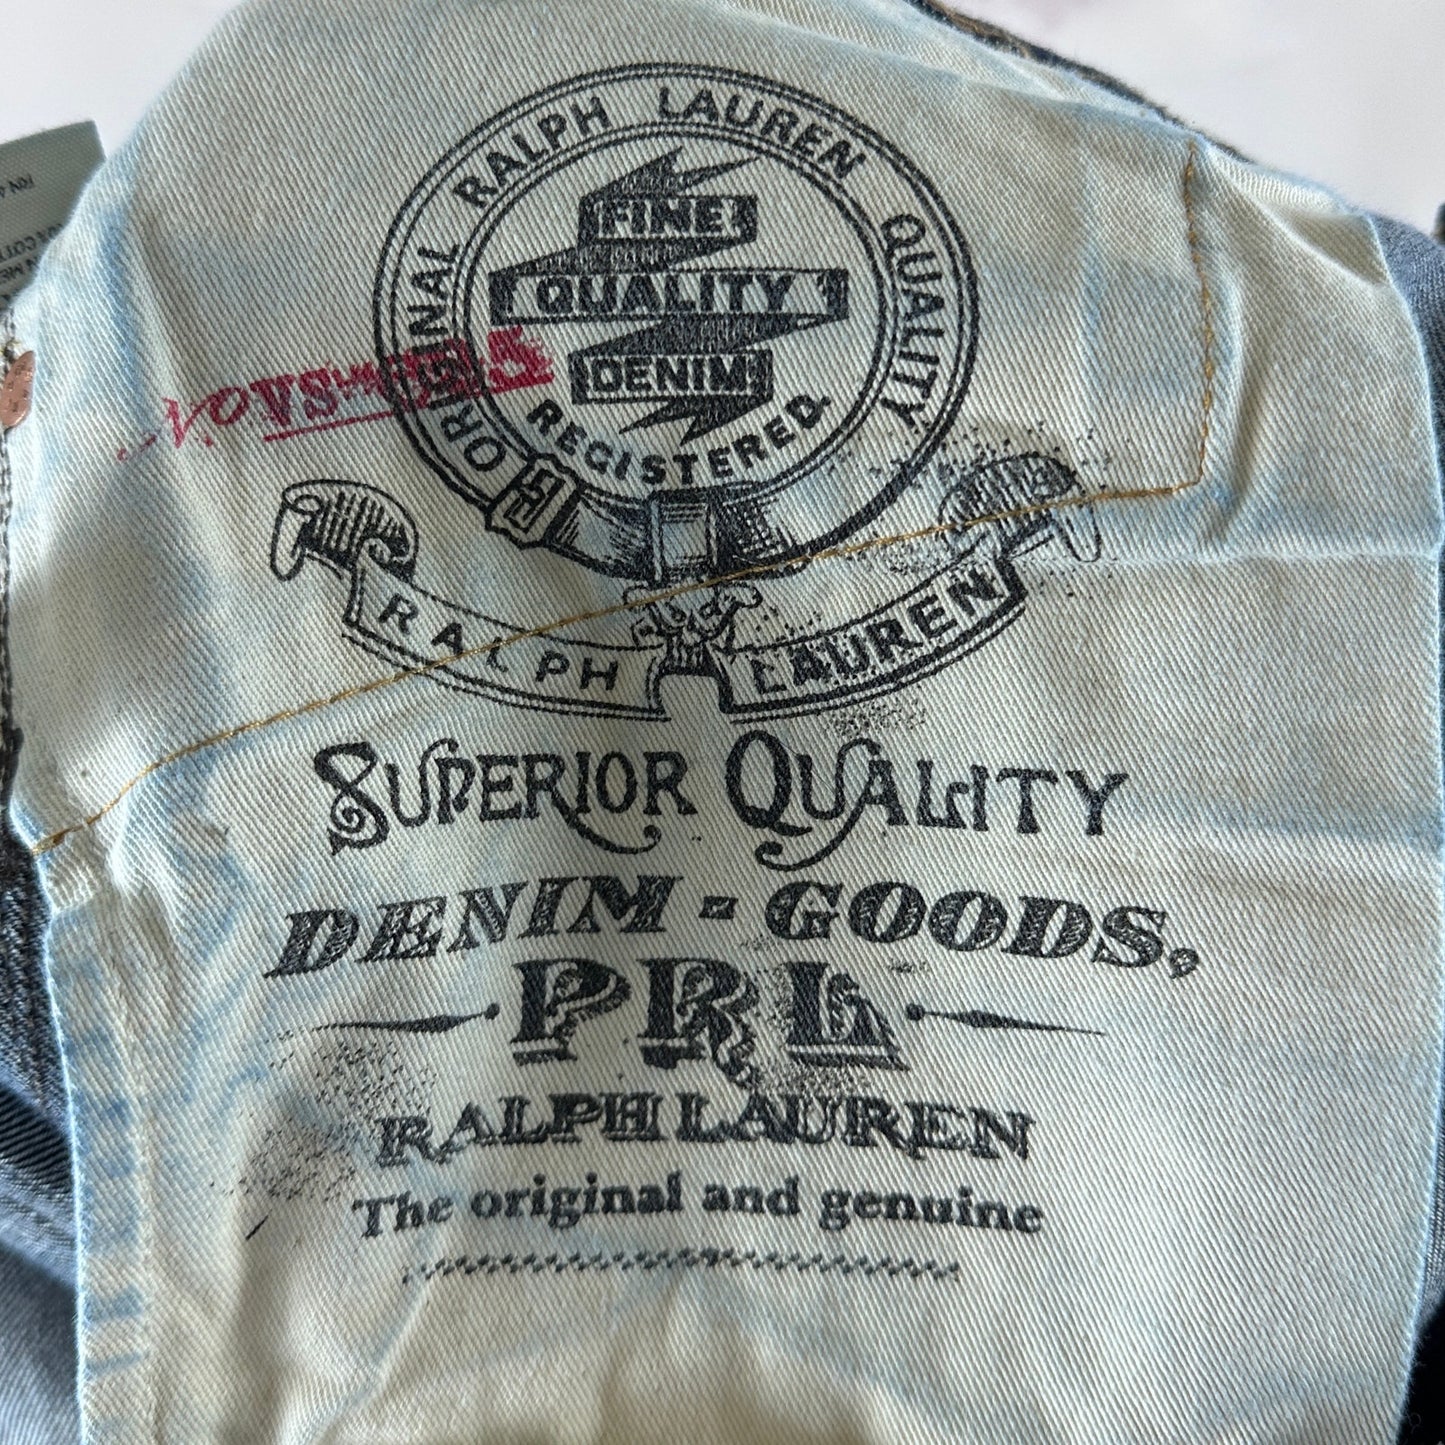 ORIGINAL RALPH LAUREN QUALITY
FINE
QUALITY
DENIM
REGISTERED
RALPH LAUREN
SUPERIOR QUALITY
DENIM - GOODS,
PRL
RALPH LAUREN
The original and genuine